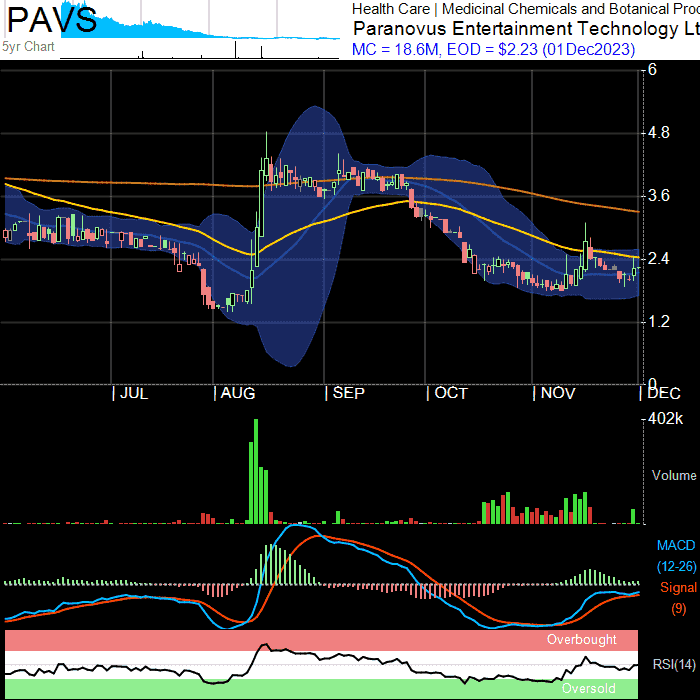 PAVS
5yr Chart
Health Care | Medicinal Chemicals and Botanical Proc
Paranovus Entertainment Technology Lt
MC = 18.6M, EOD = $2.23 (01Dec2023)
6
4.8
3.6
2.4
1.2
0
| JUL | AUG | SEP | OCT | NOV | DEC
402k
Volume
MACD
(12-26)
Signal
(9)
Overbought
RSI(14)
Oversold